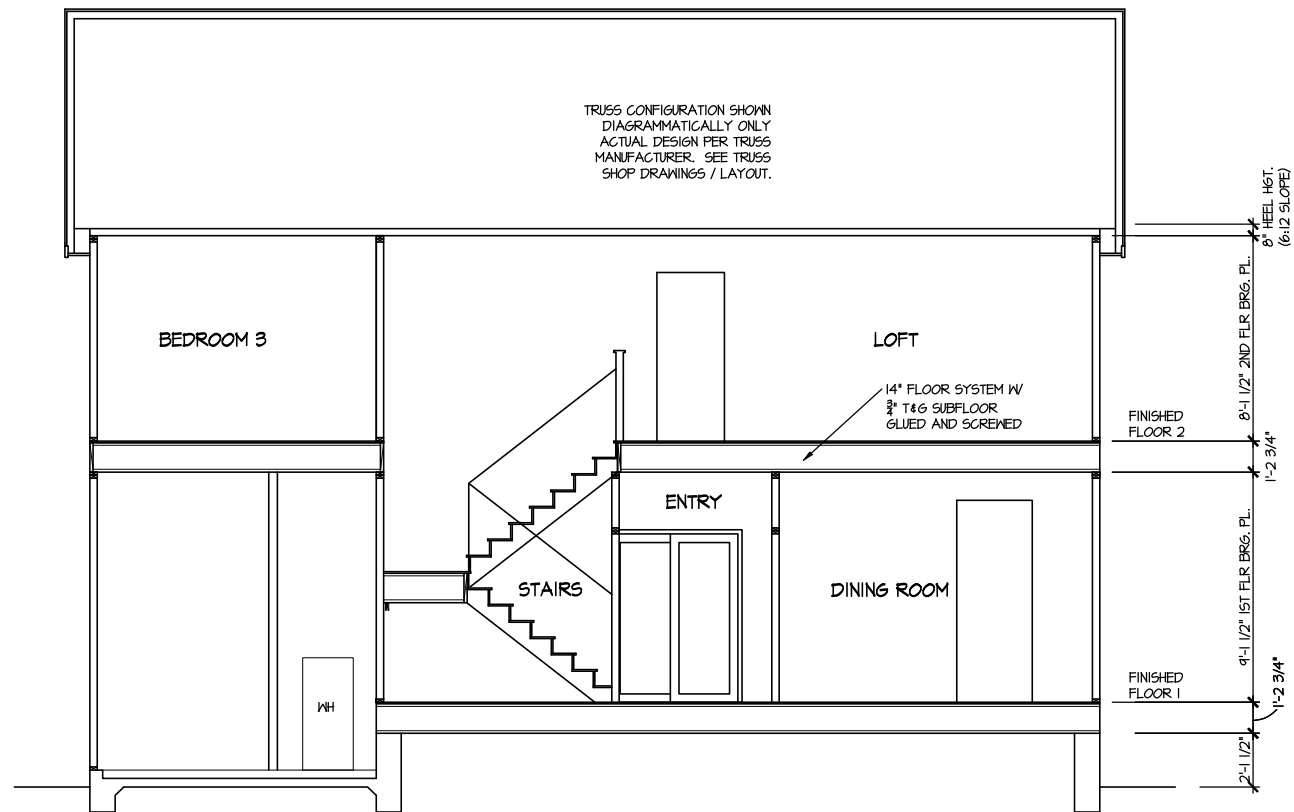 TRUSS CONFIGURATION SHOWN
DIAGRAMMATICALLY ONLY
ACTUAL DESIGN PER TRUSS
MANUFACTURER. SEE TRUSS
SHOP DRAWINGS / LAYOUT.
8" HEEL HGT.
(6:12 SLOPE)
BEDROOM 3
LOFT
8'-1 1/2" 2ND FLR BRG. PL.
14" FLOOR SYSTEM W/
3/4" T&G SUBFLOOR
GLUED AND SCREWED
FINISHED
FLOOR 2
1'-2 3/4"
ENTRY
STAIRS
DINING ROOM
9'-1 1/2" 1ST FLR BRG. PL.
FINISHED
FLOOR 1
1'-2 3/4"
WH
2'-1 1/2"